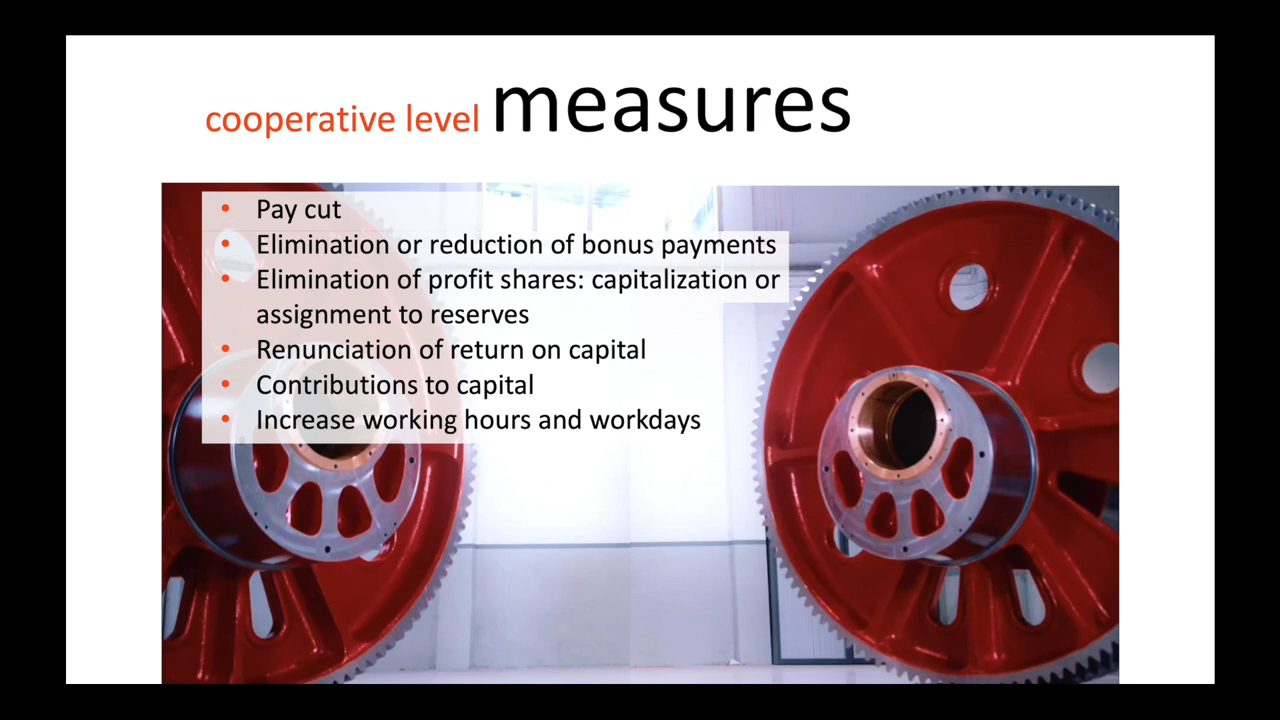 cooperative level measures
• Pay cut
• Elimination or reduction of bonus payments
• Elimination of profit shares: capitalization or
assignment to reserves
• Renunciation of return on capital
• Contributions to capital
• Increase working hours and workdays